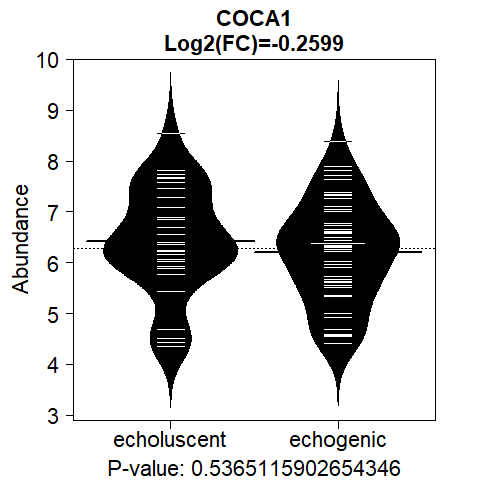 COCA1
Log2(FC)=-0.2599
10
9
8
7
6
5
4
3
Abundance
echoluscent echogenic
P-value: 0.5365115902654346